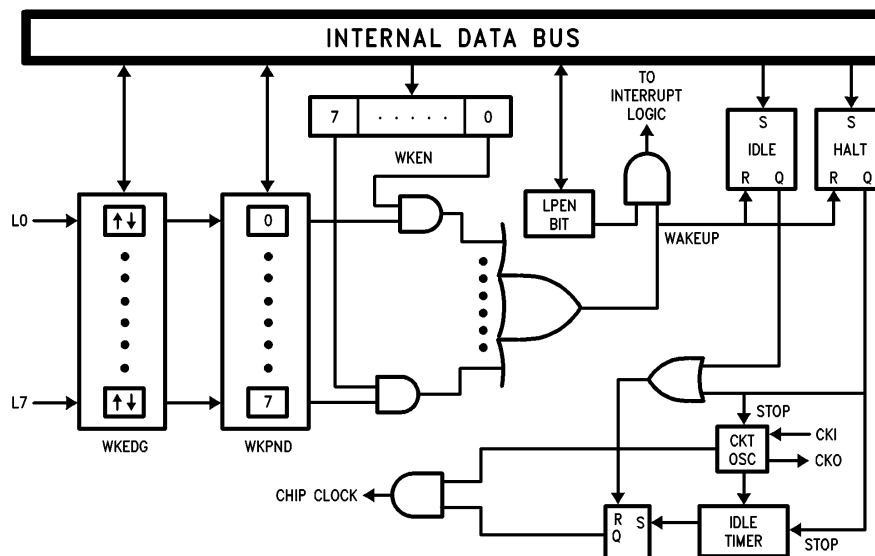 INTERNAL DATA BUS
TO
INTERRUPT
LOGIC
7 · · · · · 0
WKEN
S
IDLE
R Q
S
HALT
R Q
LPEN
BIT
WAKEUP
L0
↑↓
0
L7
↑↓
7
WKEDG
WKPND
STOP
CKT
OSC
CKI
CKO
CHIP CLOCK
R S
Q
IDLE
TIMER
STOP